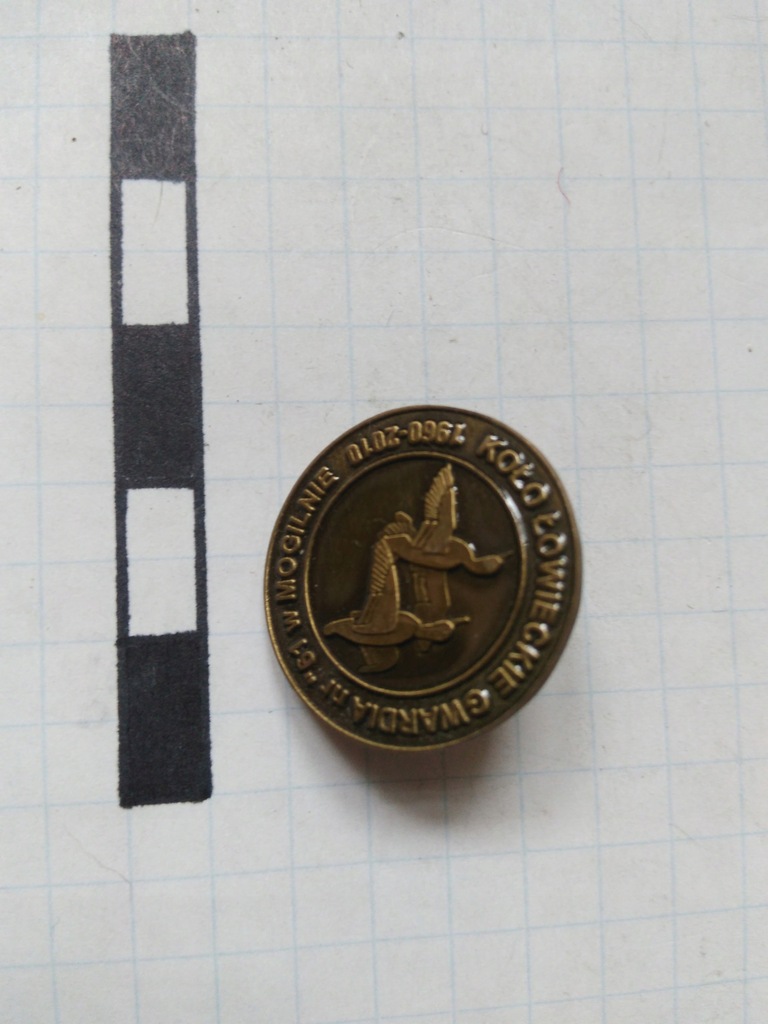 KOŁO ŁOWIECKIE GWARDIA nr "61 W MOGILNIE
1960-2010